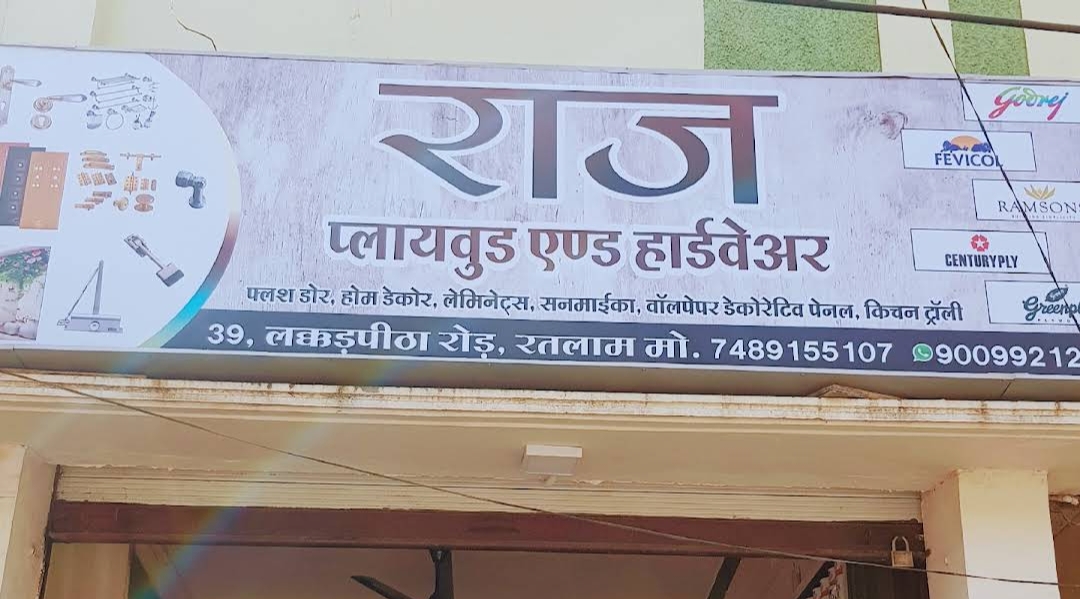 राज
प्लायवुड एण्ड हार्डवेअर
फ्लश डोर, होम डेकोर, लेमिनेट्स, सनमाईका, वॉलपेपर डेकोरेटिव पेनल, किचन ट्रॉली
39, लक्कड़पीठा रोड़, रतलाम मो. 7489155107 90099212
Godrej
FEVICOL
RAMSONS
CENTURYPLY